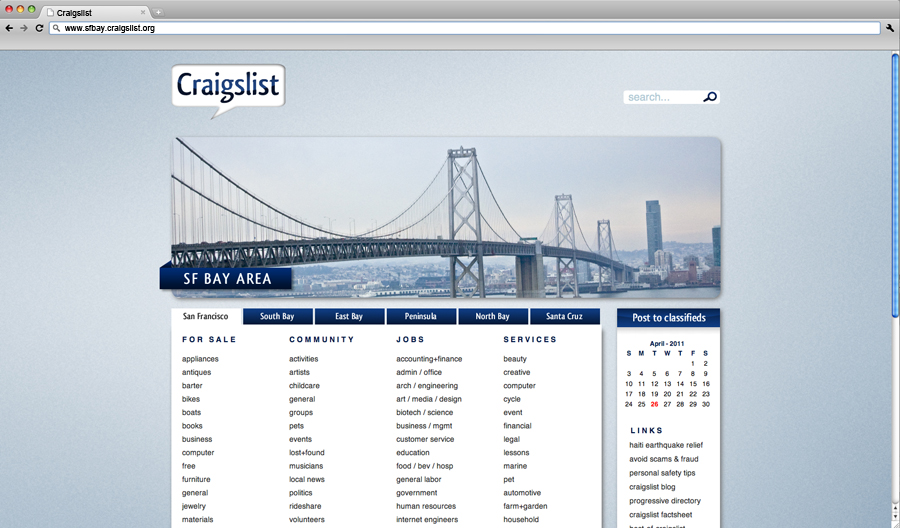 Craigslist
www.sfbay.craigslist.org
Craigslist
search...
SF BAY AREA
San Francisco South Bay East Bay Peninsula North Bay Santa Cruz
FOR SALE
appliances
antiques
barter
bikes
boats
books
business
computer
free
furniture
general
jewelry
materials
COMMUNITY
activities
artists
childcare
general
groups
pets
events
lost+found
musicians
local news
politics
rideshare
volunteers
JOBS
accounting+finance
admin / office
arch / engineering
art / media / design
biotech / science
business / mgmt
customer service
education
food / bev / hosp
general labor
government
human resources
internet engineers
SERVICES
beauty
creative
computer
cycle
event
financial
legal
lessons
marine
pet
automotive
farm+garden
household
Post to classifieds
April - 2011
S M T W T F S
1 2
3 4 5 6 7 8 9
10 11 12 13 14 15 16
17 18 19 20 21 22 23
24 25 26 27 28 29 30
LINKS
haiti earthquake relief
avoid scams & fraud
personal safety tips
craigslist blog
progressive directory
craigslist factsheet
best of craigslist